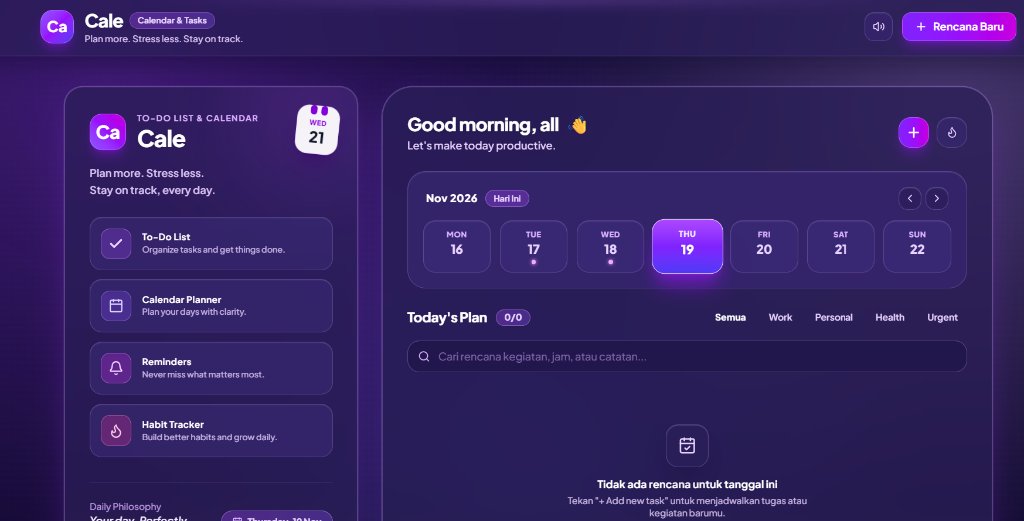 Ca
Cale Calendar & Tasks
Plan more. Stress less. Stay on track.
+ Rencana Baru
Ca
TO-DO LIST & CALENDAR
Cale
WED
21
Plan more. Stress less.
Stay on track, every day.
To-Do List
Organize tasks and get things done.
Calendar Planner
Plan your days with clarity.
Reminders
Never miss what matters most.
Habit Tracker
Build better habits and grow daily.
Daily Philosophy
Your day. Perfectly
Thursday, 19 Nov
Good morning, all 👋
Let's make today productive.
Nov 2026 Hari Ini
MON TUE WED THU FRI SAT SUN
16 17 18 19 20 21 22
Today's Plan 0/0 Semua Work Personal Health Urgent
Cari rencana kegiatan, jam, atau catatan...
Tidak ada rencana untuk tanggal ini
Tekan "+ Add new task" untuk menjadwalkan tugas atau
kegiatan barumu.